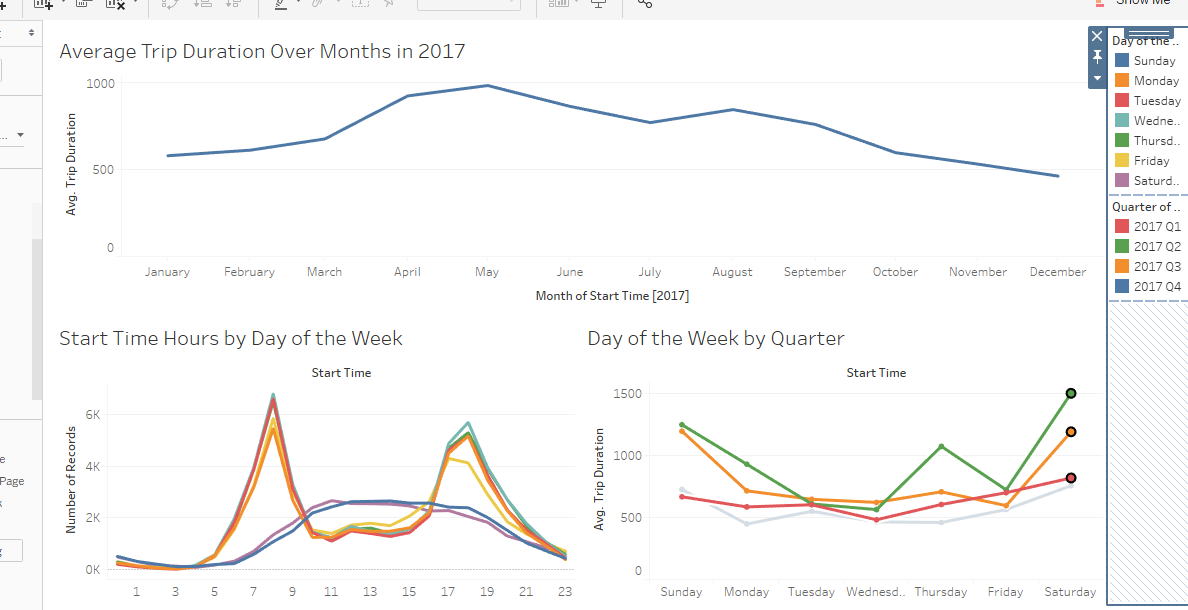 Show Me
Average Trip Duration Over Months in 2017
1000
500
0
Avg. Trip Duration
January February March April May June July August September October November December
Month of Start Time [2017]
Day of the ..
Sunday
Monday
Tuesday
Wedne..
Thursd..
Friday
Saturd..
Quarter of ..
2017 Q1
2017 Q2
2017 Q3
2017 Q4
Start Time Hours by Day of the Week
Start Time
6K
4K
2K
0K
Number of Records
1 3 5 7 9 11 13 15 17 19 21 23
Day of the Week by Quarter
Start Time
1500
1000
500
0
Avg. Trip Duration
Sunday Monday Tuesday Wednesd.. Thursday Friday Saturday
Page